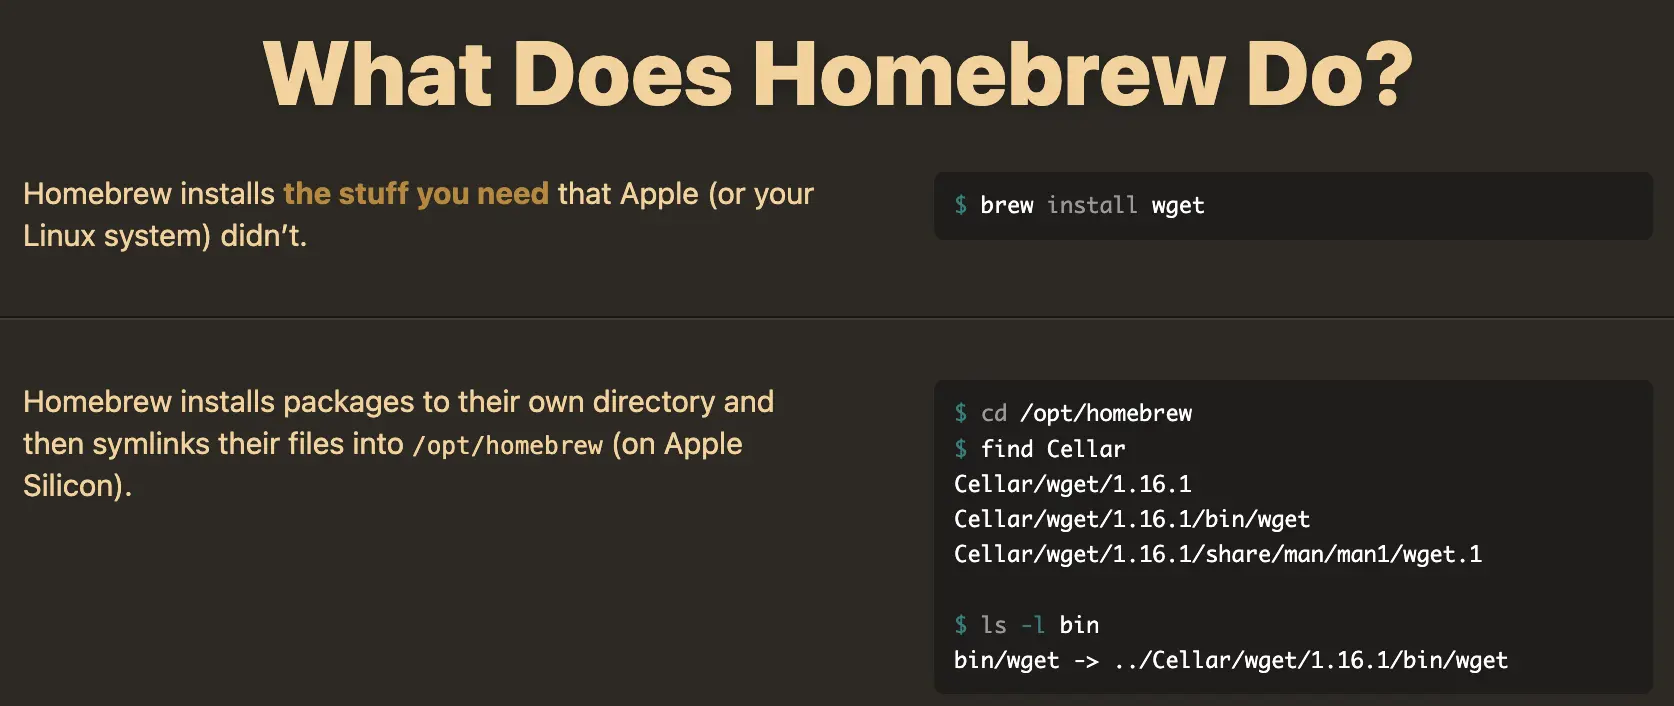 What Does Homebrew Do?
Homebrew installs the stuff you need that Apple (or your
Linux system) didn’t.
$ brew install wget
Homebrew installs packages to their own directory and
then symlinks their files into /opt/homebrew (on Apple
Silicon).
$ cd /opt/homebrew
$ find Cellar
Cellar/wget/1.16.1
Cellar/wget/1.16.1/bin/wget
Cellar/wget/1.16.1/share/man/man1/wget.1
$ ls -l bin
bin/wget -> ../Cellar/wget/1.16.1/bin/wget